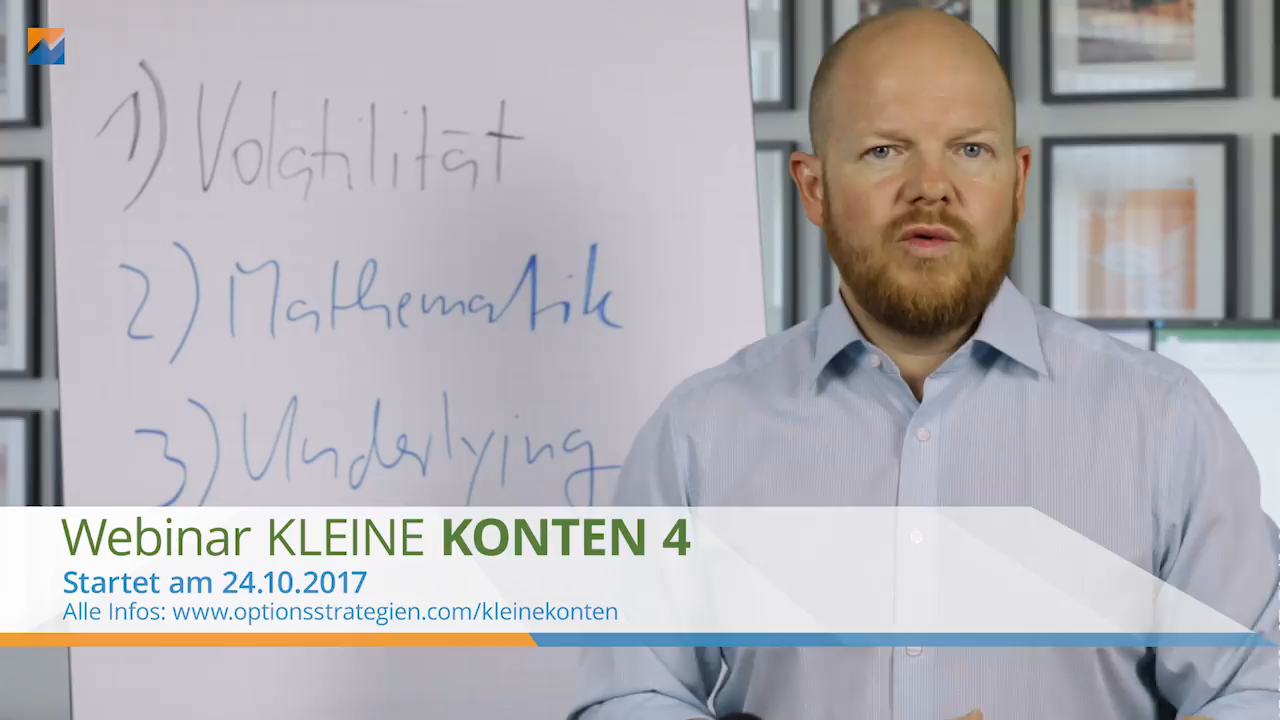 1) Volatilität
2) Mathematik
3) Underlying
Webinar KLEINE KONTEN 4
Startet am 24.10.2017
Alle Infos: www.optionsstrategien.com/kleinekonten